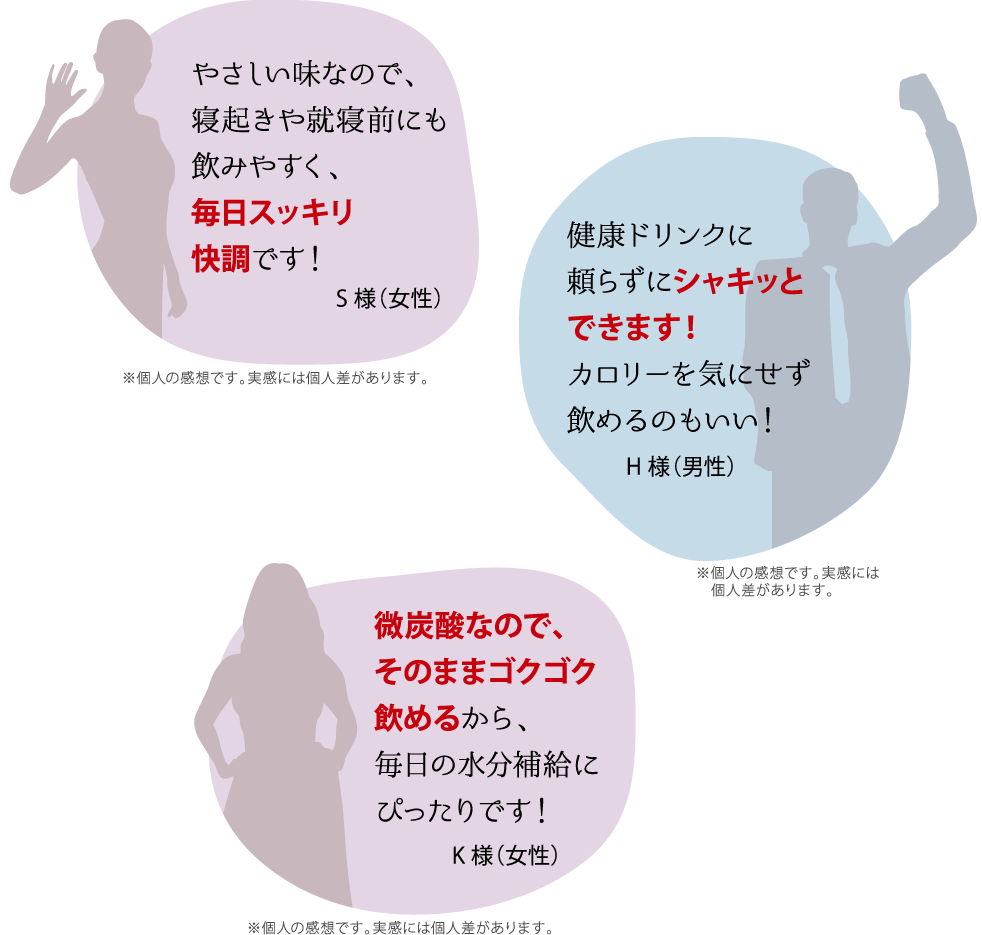 やさしい味なので、
寝起きや就寝前にも
飲みやすく、
毎日スッキリ
快調です！
S 様（女性）
※個人の感想です。実感には個人差があります。
健康ドリンクに
頼らずにシャキッと
できます！
カロリーを気にせず
飲めるのもいい！
H 様（男性）
※個人の感想です。実感には
個人差があります。
微炭酸なので、
そのままゴクゴク
飲めるから、
毎日の水分補給に
ぴったりです！
K 様（女性）
※個人の感想です。実感には個人差があります。